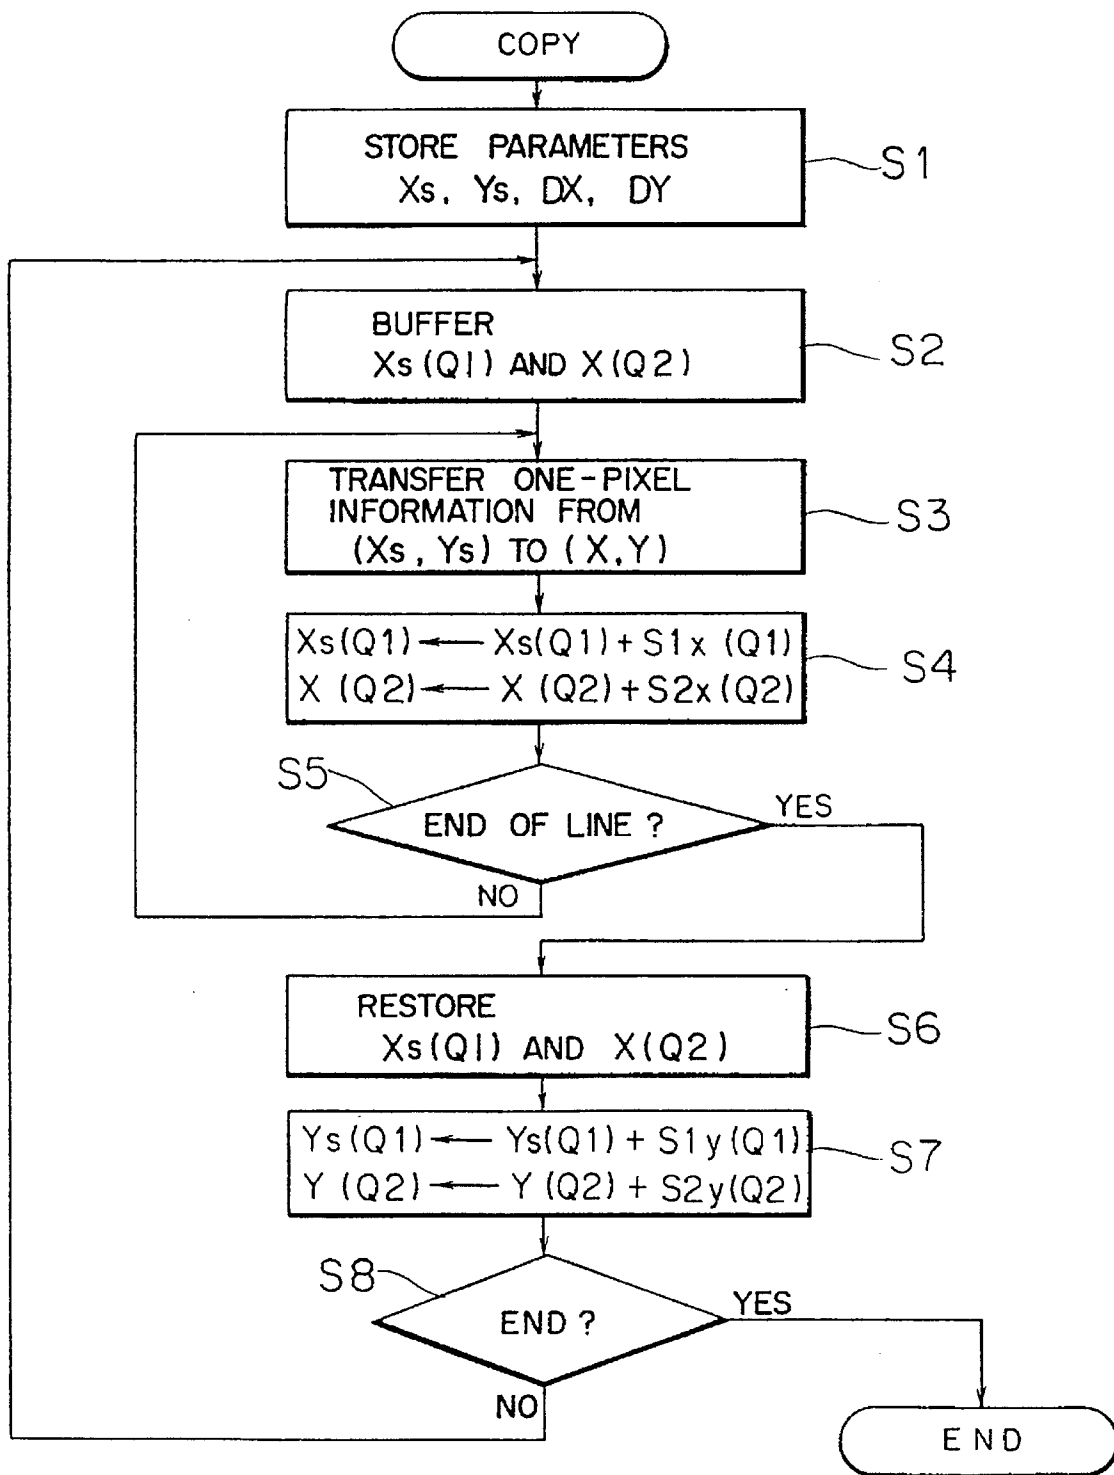 COPY
STORE PARAMETERS
Xs, Ys, DX, DY
S1
BUFFER
Xs(Q1) AND X(Q2)
S2
TRANSFER ONE-PIXEL
INFORMATION FROM
(Xs, Ys) TO (X,Y)
S3
Xs(Q1) ← Xs(Q1) + S1x (Q1)
X (Q2) ← X (Q2) + S2x(Q2)
S4
S5
END OF LINE ?
YES
NO
RESTORE
Xs(Q1) AND X(Q2)
S6
Ys(Q1) ← Ys(Q1) + S1y(Q1)
Y (Q2) ← Y (Q2) + S2y(Q2)
S7
S8
END ?
YES
NO
END